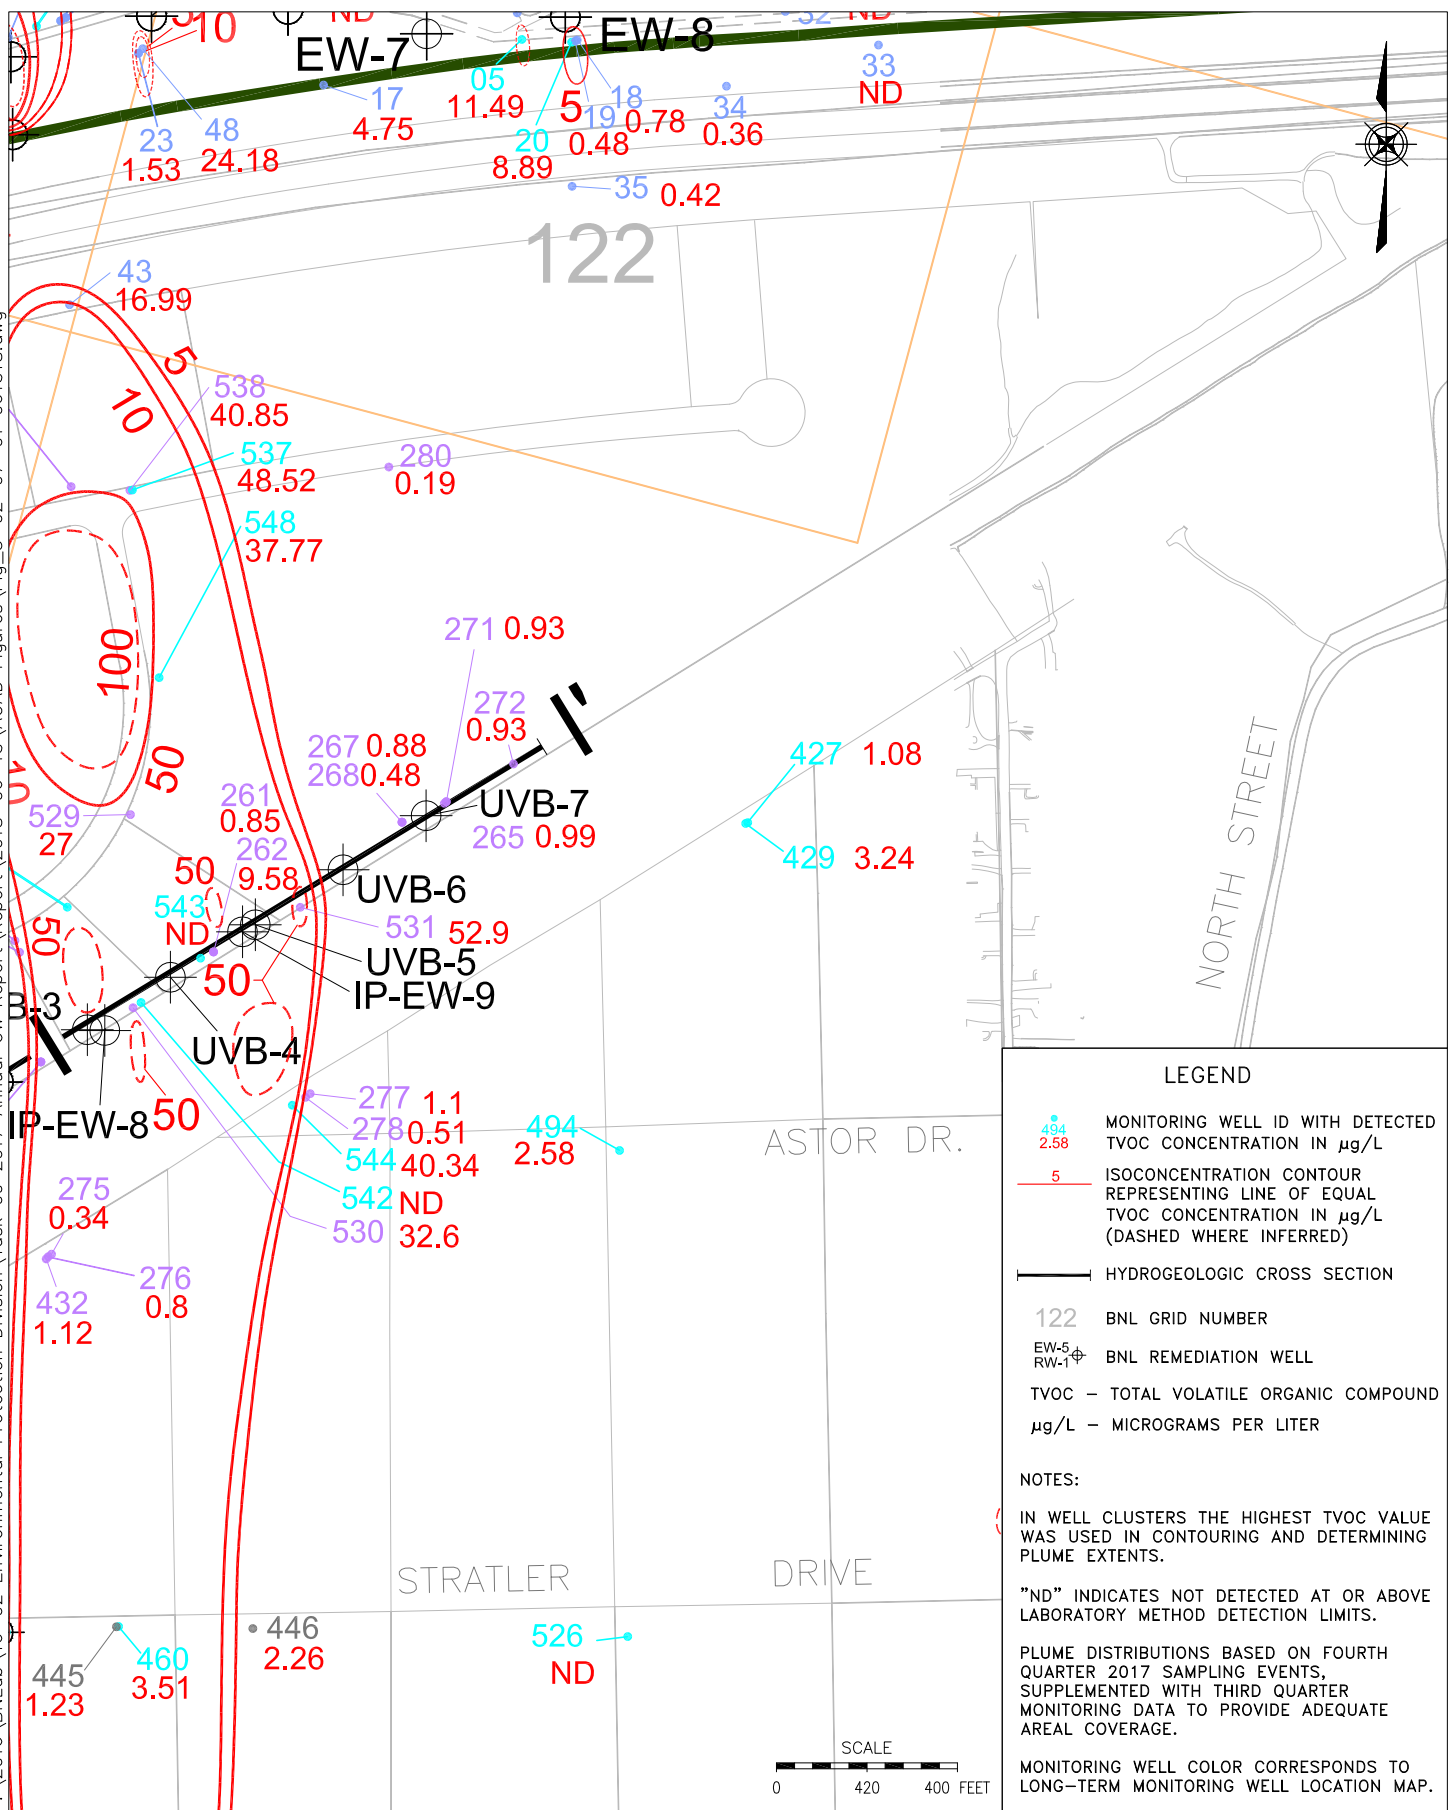 10
ND
32
ND
EW-7
EW-8
05
11.49
5
18
19
0.78
0.48
20
8.89
34
0.36
33
ND
17
4.75
23
1.53
48
24.18
35 0.42
122
43
16.99
5
10
538
40.85
537
48.52
280
0.19
548
37.77
100
271 0.93
272
0.93
I'
267 0.88
268 0.48
427 1.08
50
10
529
27
261
0.85
UVB-7
265 0.99
262
9.58
429 3.24
50
UVB-6
543
ND
50
531 52.9
UVB-5
50
IP-EW-9
B-3
I
UVB-4
IP-EW-8
50
277 1.1
278 0.51
544 40.34
542 ND
530 32.6
494
2.58
ASTOR DR.
NORTH STREET
275
0.34
276
0.8
432
1.12
STRATLER DRIVE
446
2.26
445
1.23
460
3.51
526
ND
SCALE
0 420 400 FEET
LEGEND
494
2.58
MONITORING WELL ID WITH DETECTED
TVOC CONCENTRATION IN µg/L
5
ISOCONCENTRATION CONTOUR
REPRESENTING LINE OF EQUAL
TVOC CONCENTRATION IN µg/L
(DASHED WHERE INFERRED)
HYDROGEOLOGIC CROSS SECTION
122 BNL GRID NUMBER
EW-5
RW-1
BNL REMEDIATION WELL
TVOC – TOTAL VOLATILE ORGANIC COMPOUND
µg/L – MICROGRAMS PER LITER
NOTES:
IN WELL CLUSTERS THE HIGHEST TVOC VALUE
WAS USED IN CONTOURING AND DETERMINING
PLUME EXTENTS.
"ND" INDICATES NOT DETECTED AT OR ABOVE
LABORATORY METHOD DETECTION LIMITS.
PLUME DISTRIBUTIONS BASED ON FOURTH
QUARTER 2017 SAMPLING EVENTS,
SUPPLEMENTED WITH THIRD QUARTER
MONITORING DATA TO PROVIDE ADEQUATE
AREAL COVERAGE.
MONITORING WELL COLOR CORRESPONDS TO
LONG–TERM MONITORING WELL LOCATION MAP.